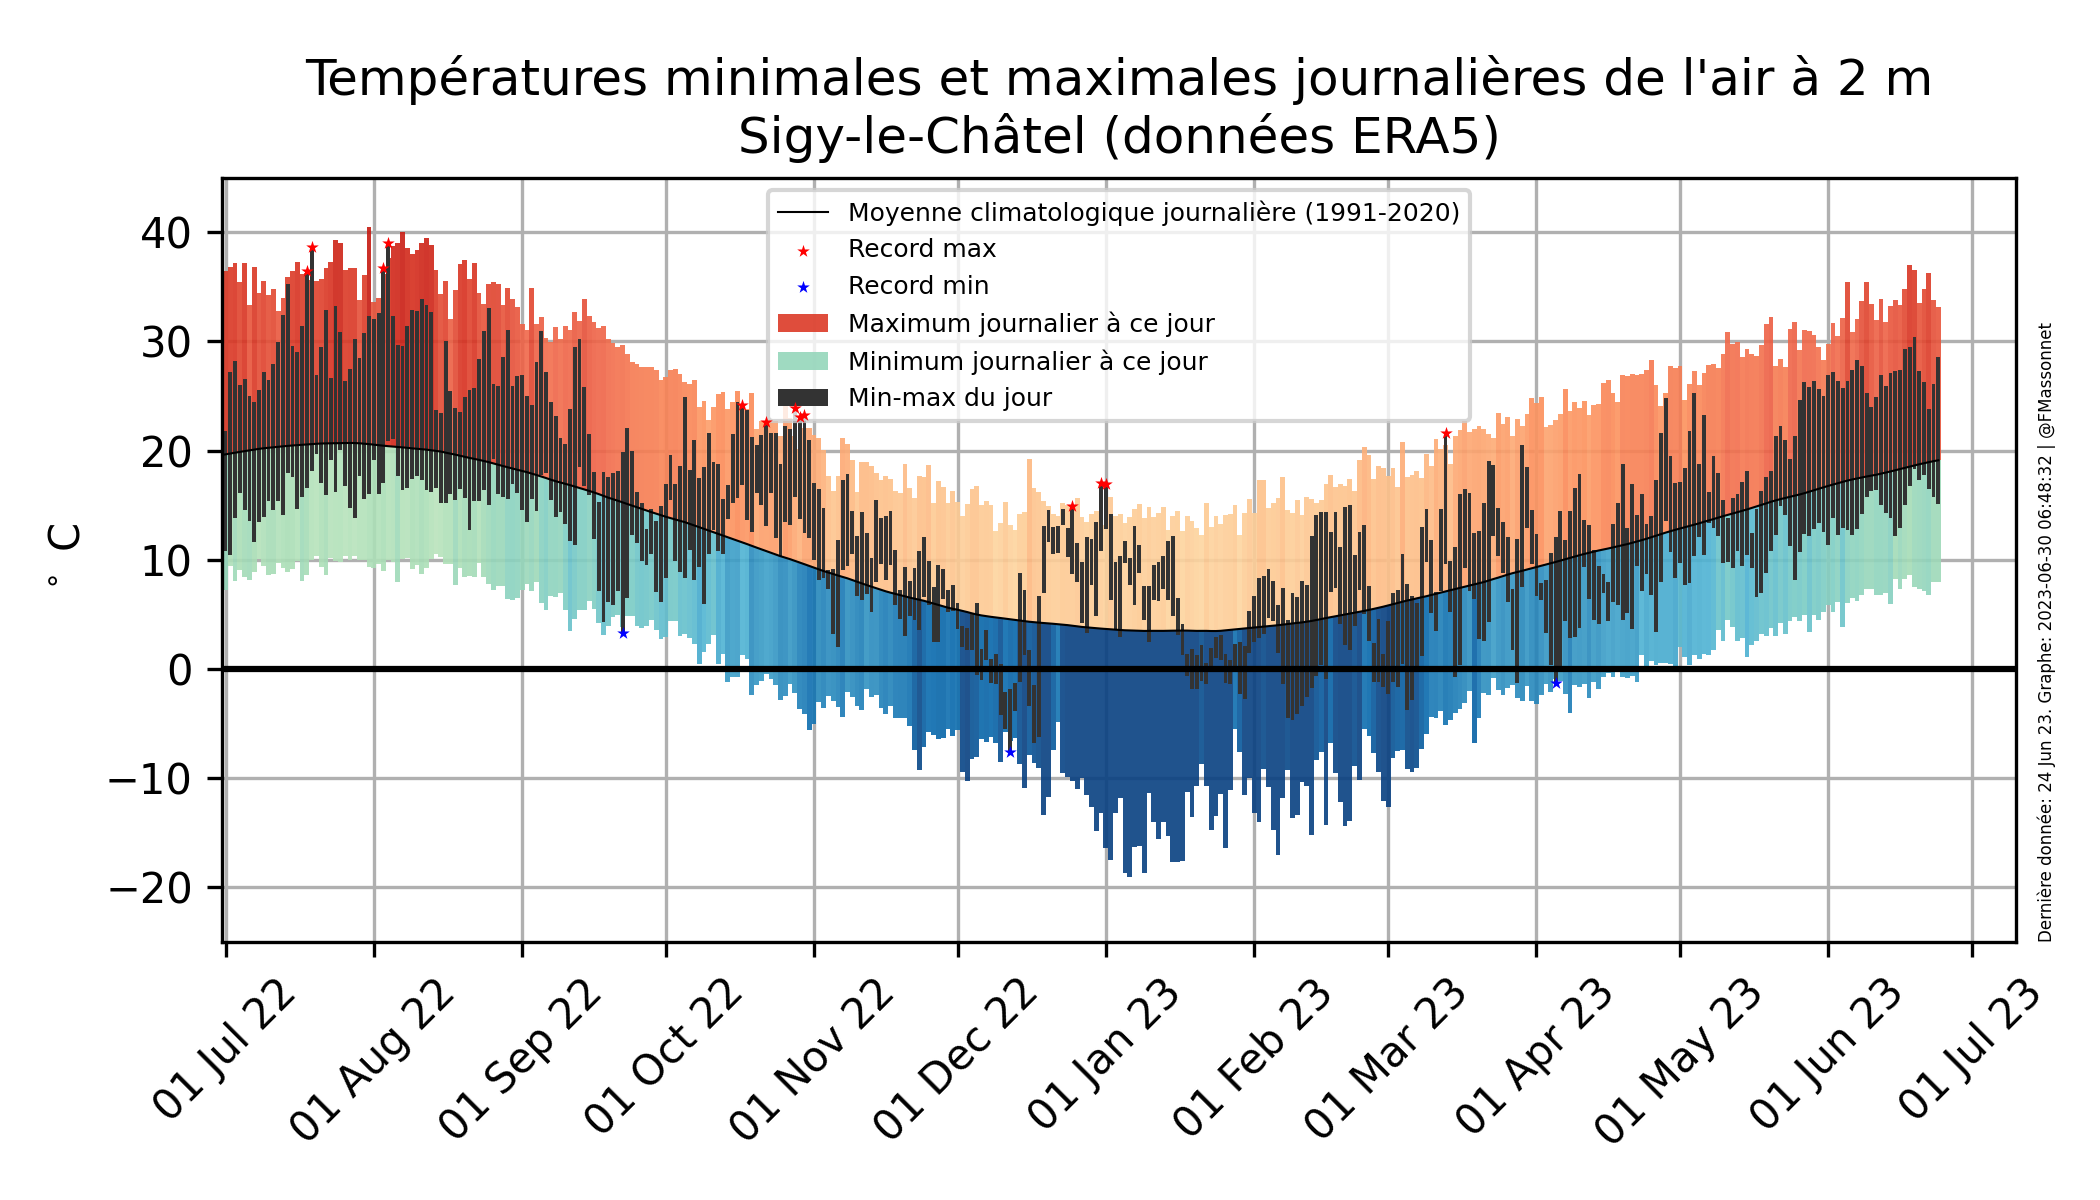 Températures minimales et maximales journalières de l'air à 2 m
Sigy-le-Châtel (données ERA5)
Moyenne climatologique journalière (1991-2020)
Record max
Record min
Maximum journalier à ce jour
Minimum journalier à ce jour
Min-max du jour
° C
40
30
20
10
0
−10
−20
01 Jul 22
01 Aug 22
01 Sep 22
01 Oct 22
01 Nov 22
01 Dec 22
01 Jan 23
01 Feb 23
01 Mar 23
01 Apr 23
01 May 23
01 Jun 23
01 Jul 23
Dernière donnée: 24 Jun 23. Graphe: 2023-06-30 06:48:32 | @FMassonnet